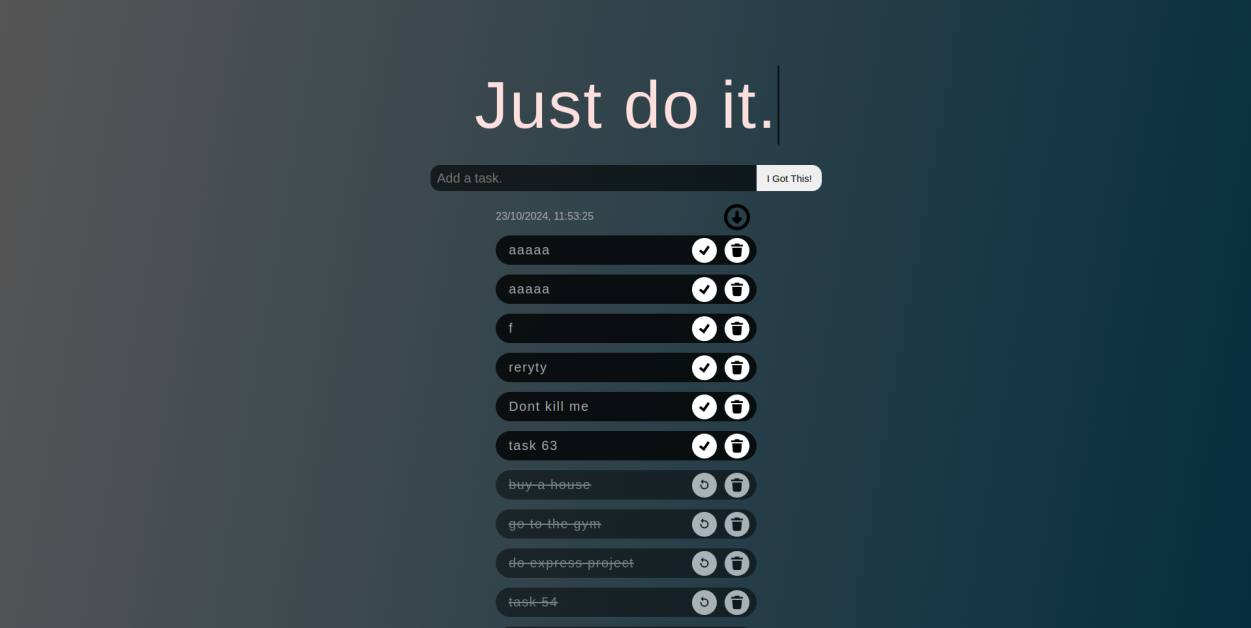 Just do it.
Add a task.
I Got This!
23/10/2024, 11:53:25
aaaaa
aaaaa
f
reryty
Dont kill me
task 63
buy a house
go to the gym
do express project
task 54